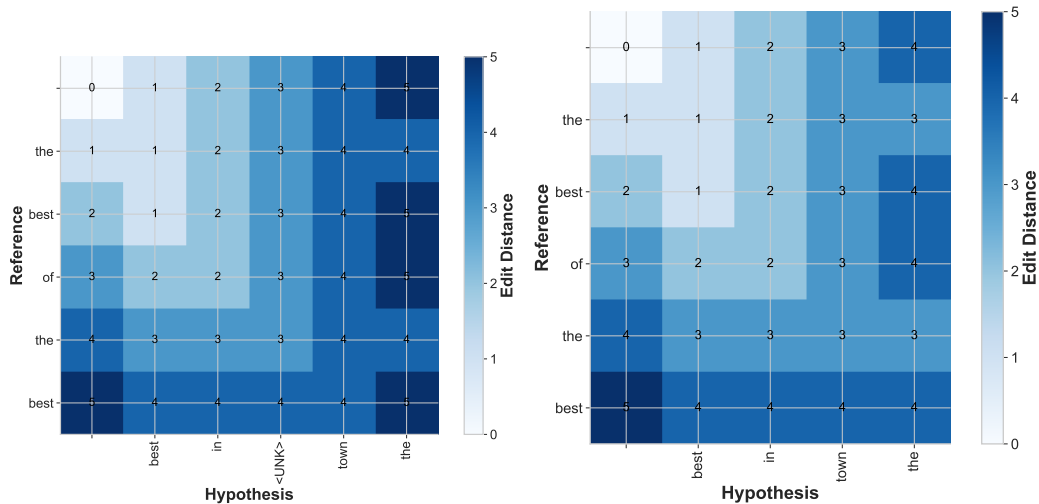 0 1 2 3 4 5
the 1 1 2 3 4 4
best 2 1 2 3 4 5
of 3 2 2 3 4 5
the 4 3 3 3 4 4
best 5 4 4 4 4 5
best in <UNK> town the
Hypothesis
Reference
5
4
3
2
1
0
Edit Distance
0 1 2 3 4
the 1 1 2 3 3
best 2 1 2 3 4
of 3 2 2 3 4
the 4 3 3 3 3
best 5 4 4 4 4
best in town the
Hypothesis
Reference
5
4
3
2
1
0
Edit Distance